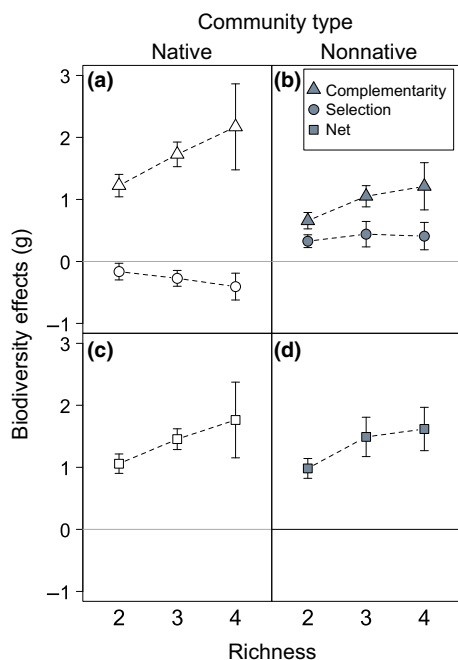 Community type
Native Nonnative
(a) (b)
Complementarity
Selection
Net
3
2
1
0
–1
(c) (d)
3
2
1
0
–1
2 3 4 2 3 4
Richness
Biodiversity effects (g)